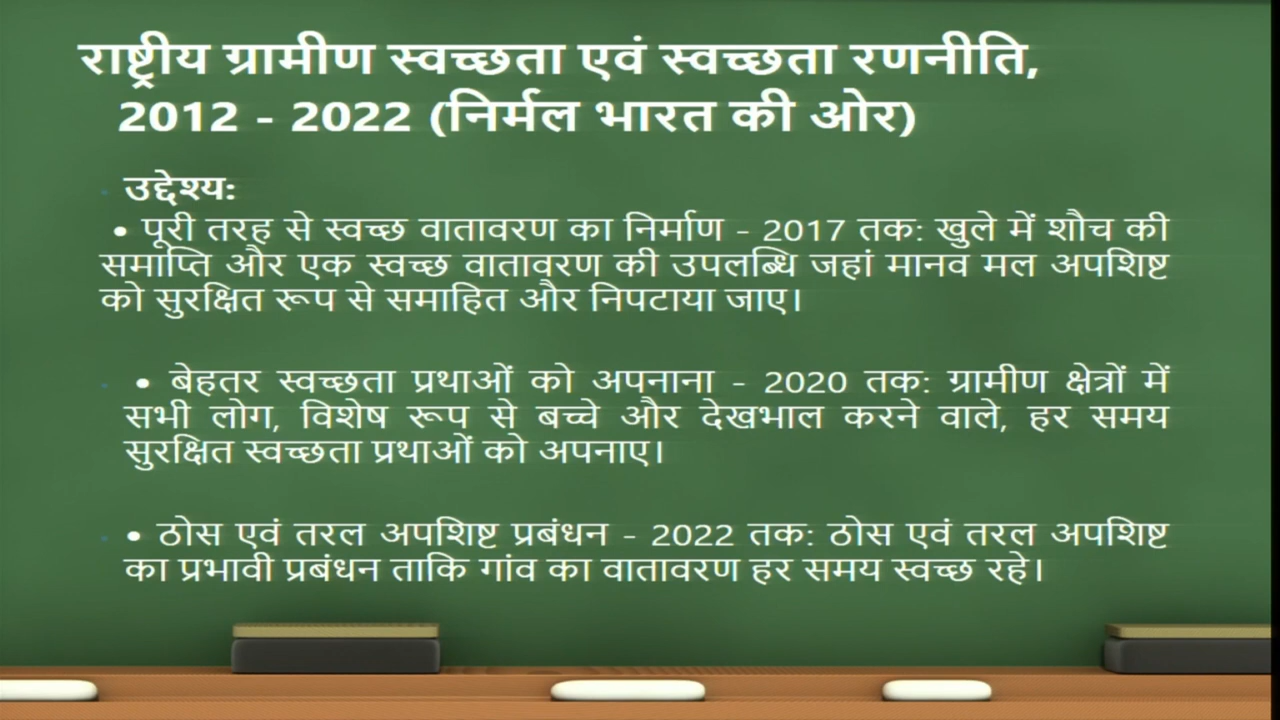 राष्ट्रीय ग्रामीण स्वच्छता एवं स्वच्छता रणनीति,
2012 - 2022 (निर्मल भारत की ओर)
उद्देश्य:
• पूरी तरह से स्वच्छ वातावरण का निर्माण - 2017 तक: खुले में शौच की
समाप्ति और एक स्वच्छ वातावरण की उपलब्धि जहां मानव मल अपशिष्ट
को सुरक्षित रूप से समाहित और निपटाया जाए।
• बेहतर स्वच्छता प्रथाओं को अपनाना - 2020 तक: ग्रामीण क्षेत्रों में
सभी लोग, विशेष रूप से बच्चे और देखभाल करने वाले, हर समय
सुरक्षित स्वच्छता प्रथाओं को अपनाए।
• ठोस एवं तरल अपशिष्ट प्रबंधन - 2022 तक: ठोस एवं तरल अपशिष्ट
का प्रभावी प्रबंधन ताकि गांव का वातावरण हर समय स्वच्छ रहे।